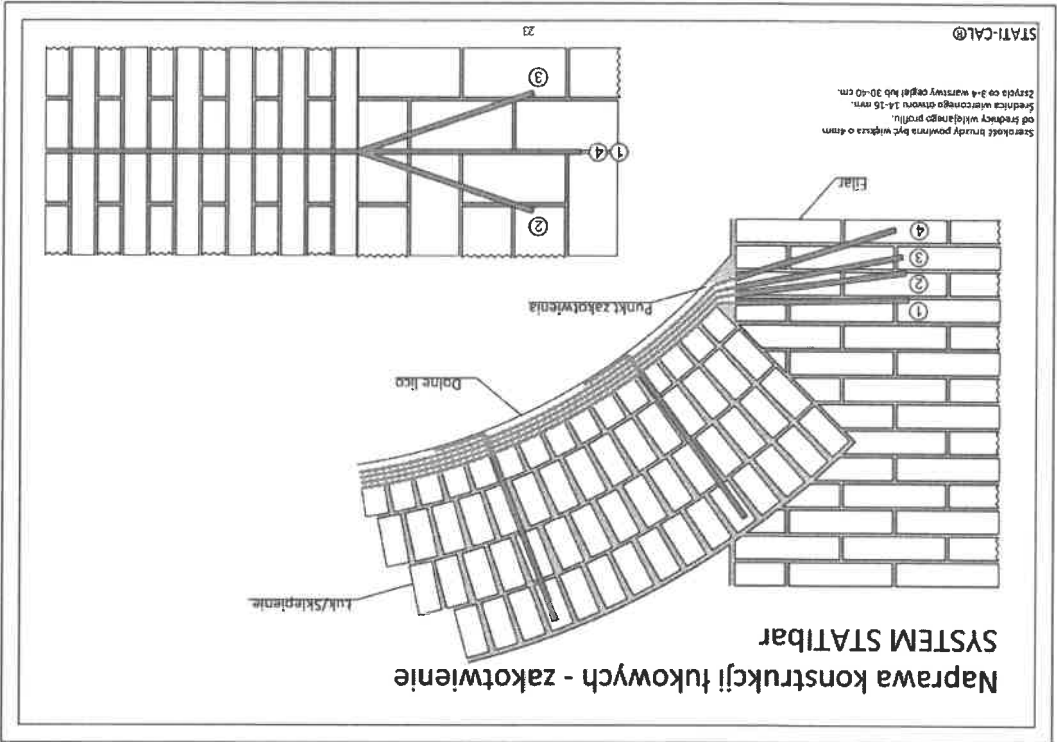 Naprawa konstrukcji łukowych - zakotwienie
SYSTEM STATIbar
Łuk/Sklepienie
Dolne lico
Punkt zakotwienia
1
2
3
4
Filar
Szerokość bruzdy powinna być większa o 4mm
od średnicy wklejanego profilu.
Średnica wierconego otworu 14-16 mm.
Zszycia co 3-4 warstwy cegieł lub 30-40 cm.
2
1 4
3
STATI-CAL®
23